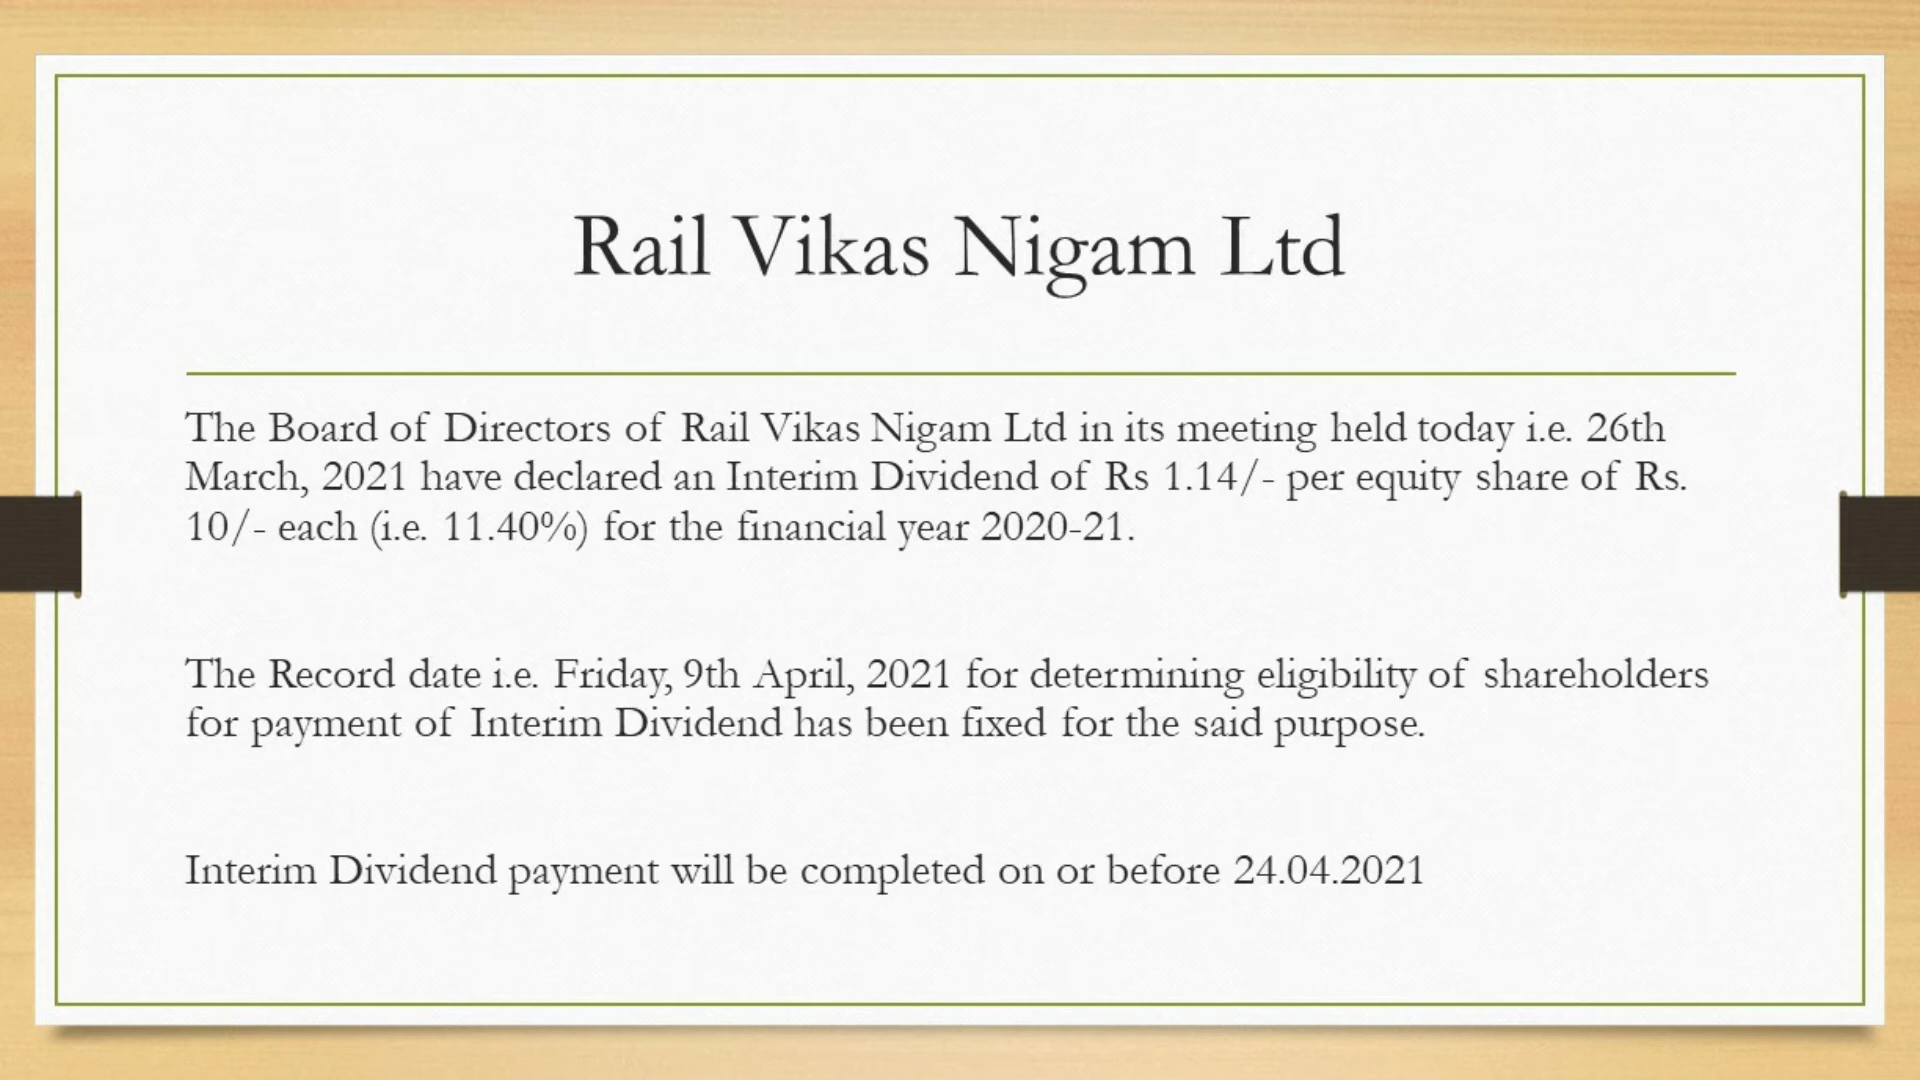 Rail Vikas Nigam Ltd
The Board of Directors of Rail Vikas Nigam Ltd in its meeting held today i.e. 26th
March, 2021 have declared an Interim Dividend of Rs 1.14/- per equity share of Rs.
10/- each (i.e. 11.40%) for the financial year 2020-21.
The Record date i.e. Friday, 9th April, 2021 for determining eligibility of shareholders
for payment of Interim Dividend has been fixed for the said purpose.
Interim Dividend payment will be completed on or before 24.04.2021